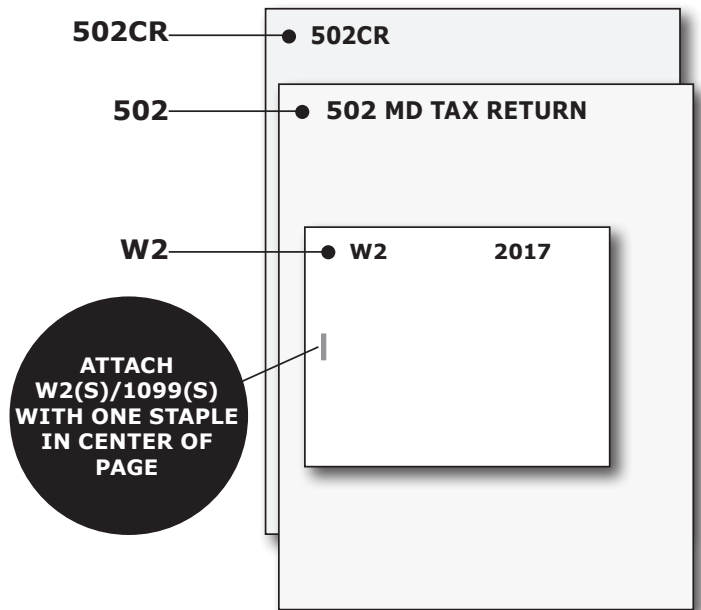 502CR
502CR
502
502 MD TAX RETURN
W2
W2 2017
ATTACH
W2(S)/1099(S)
WITH ONE STAPLE
IN CENTER OF
PAGE